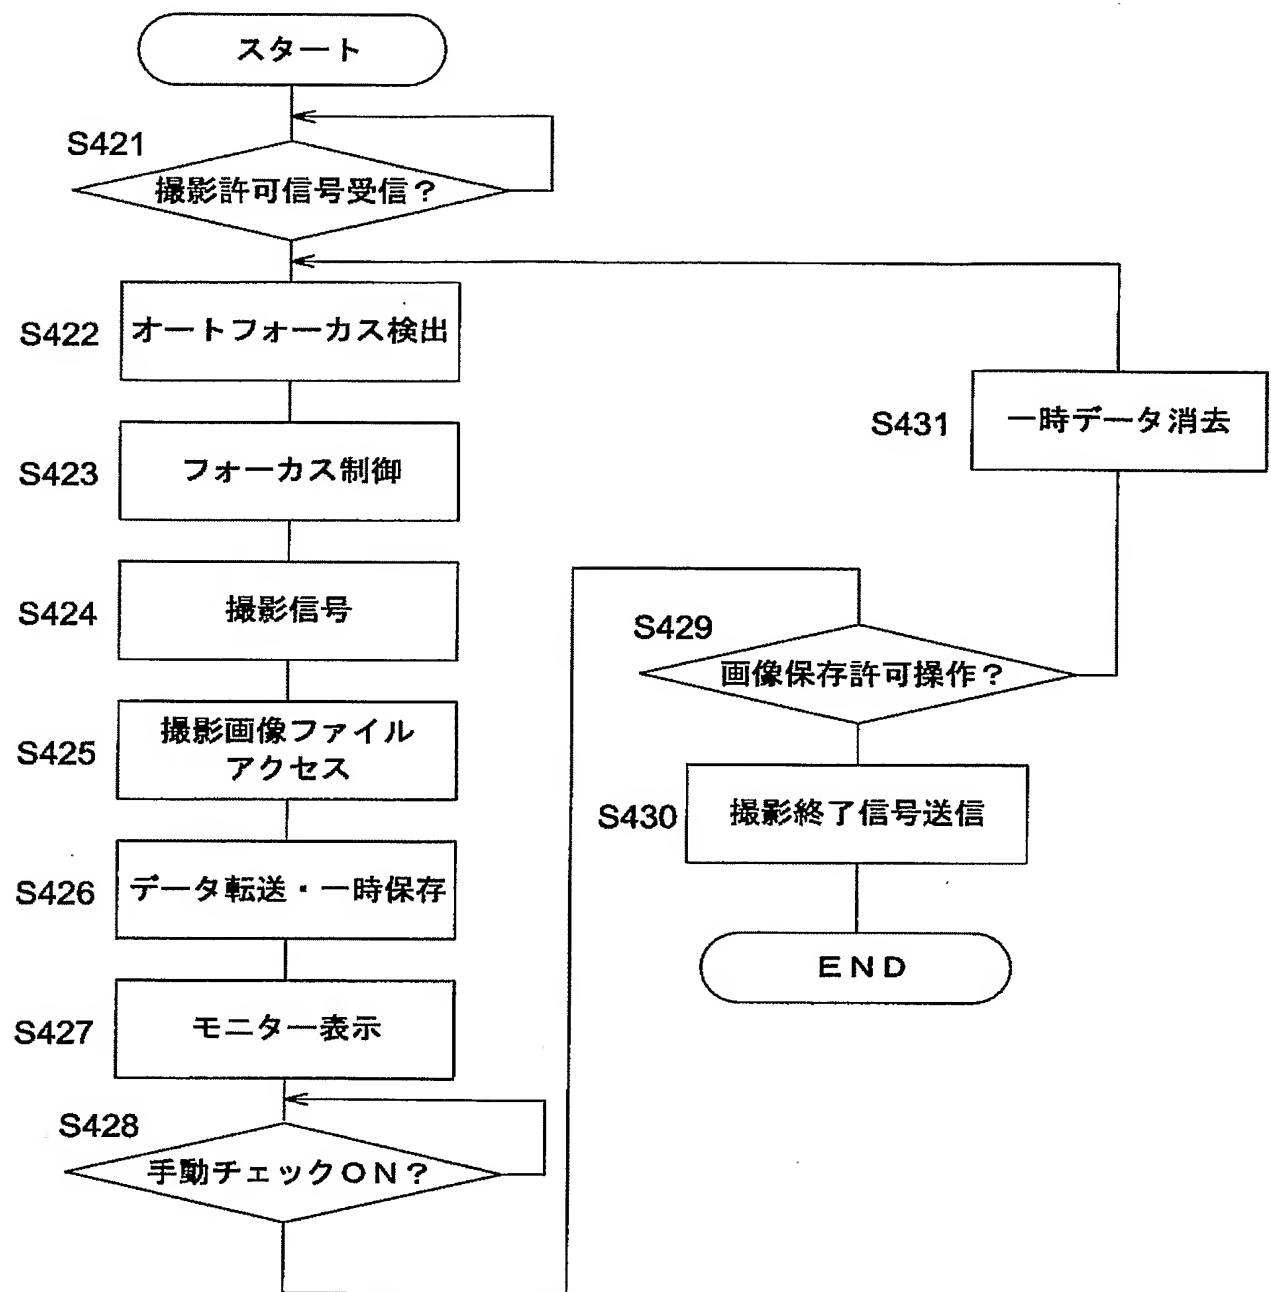 スタート
S421
撮影許可信号受信？
S422
オートフォーカス検出
S423
フォーカス制御
S424
撮影信号
S425
撮影画像ファイル
アクセス
S426
データ転送・一時保存
S427
モニター表示
S428
手動チェックＯＮ？
S429
画像保存許可操作？
S430
撮影終了信号送信
ＥＮＤ
S431
一時データ消去